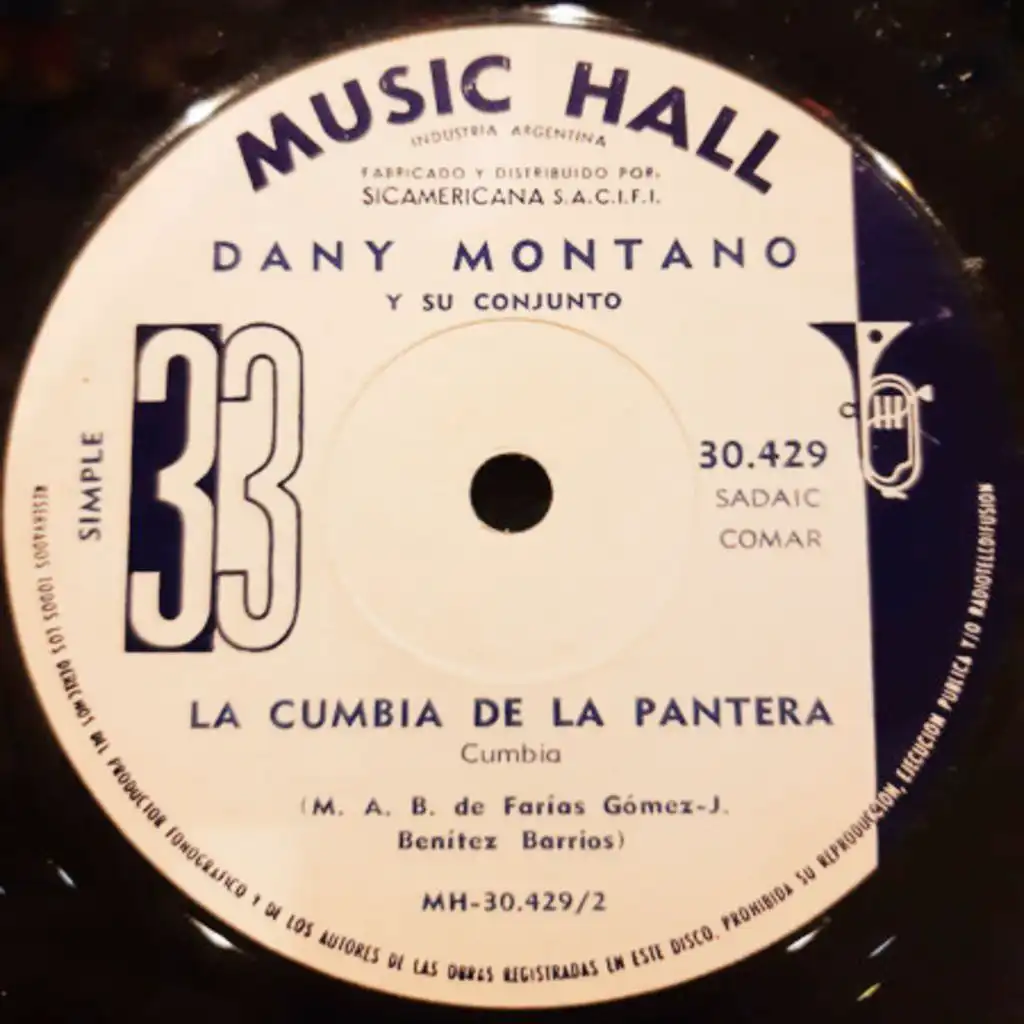 MUSIC HALL
INDUSTRIA ARGENTINA
FABRICADO Y DISTRIBUIDO POR.
SICAMERICANA S.A.C.I.F.I.
DANY MONTANO
Y SU CONJUNTO
33
SIMPLE
30.429
SADAIC
COMAR
LA CUMBIA DE LA PANTERA
Cumbia
(M. A. B. de Farías Gómez-J.
Benítez Barrios)
MH-30.429/2
RESERVADOS TODOS LOS DERECHOS DEL PRODUCTOR FONOGRAFICO Y DE LOS AUTORES DE LAS OBRAS REGISTRADAS EN ESTE DISCO. PROHIBIDA SU REPRODUCCION, EJECUCION PUBLICA Y/O RADIOTELEDIFUSION